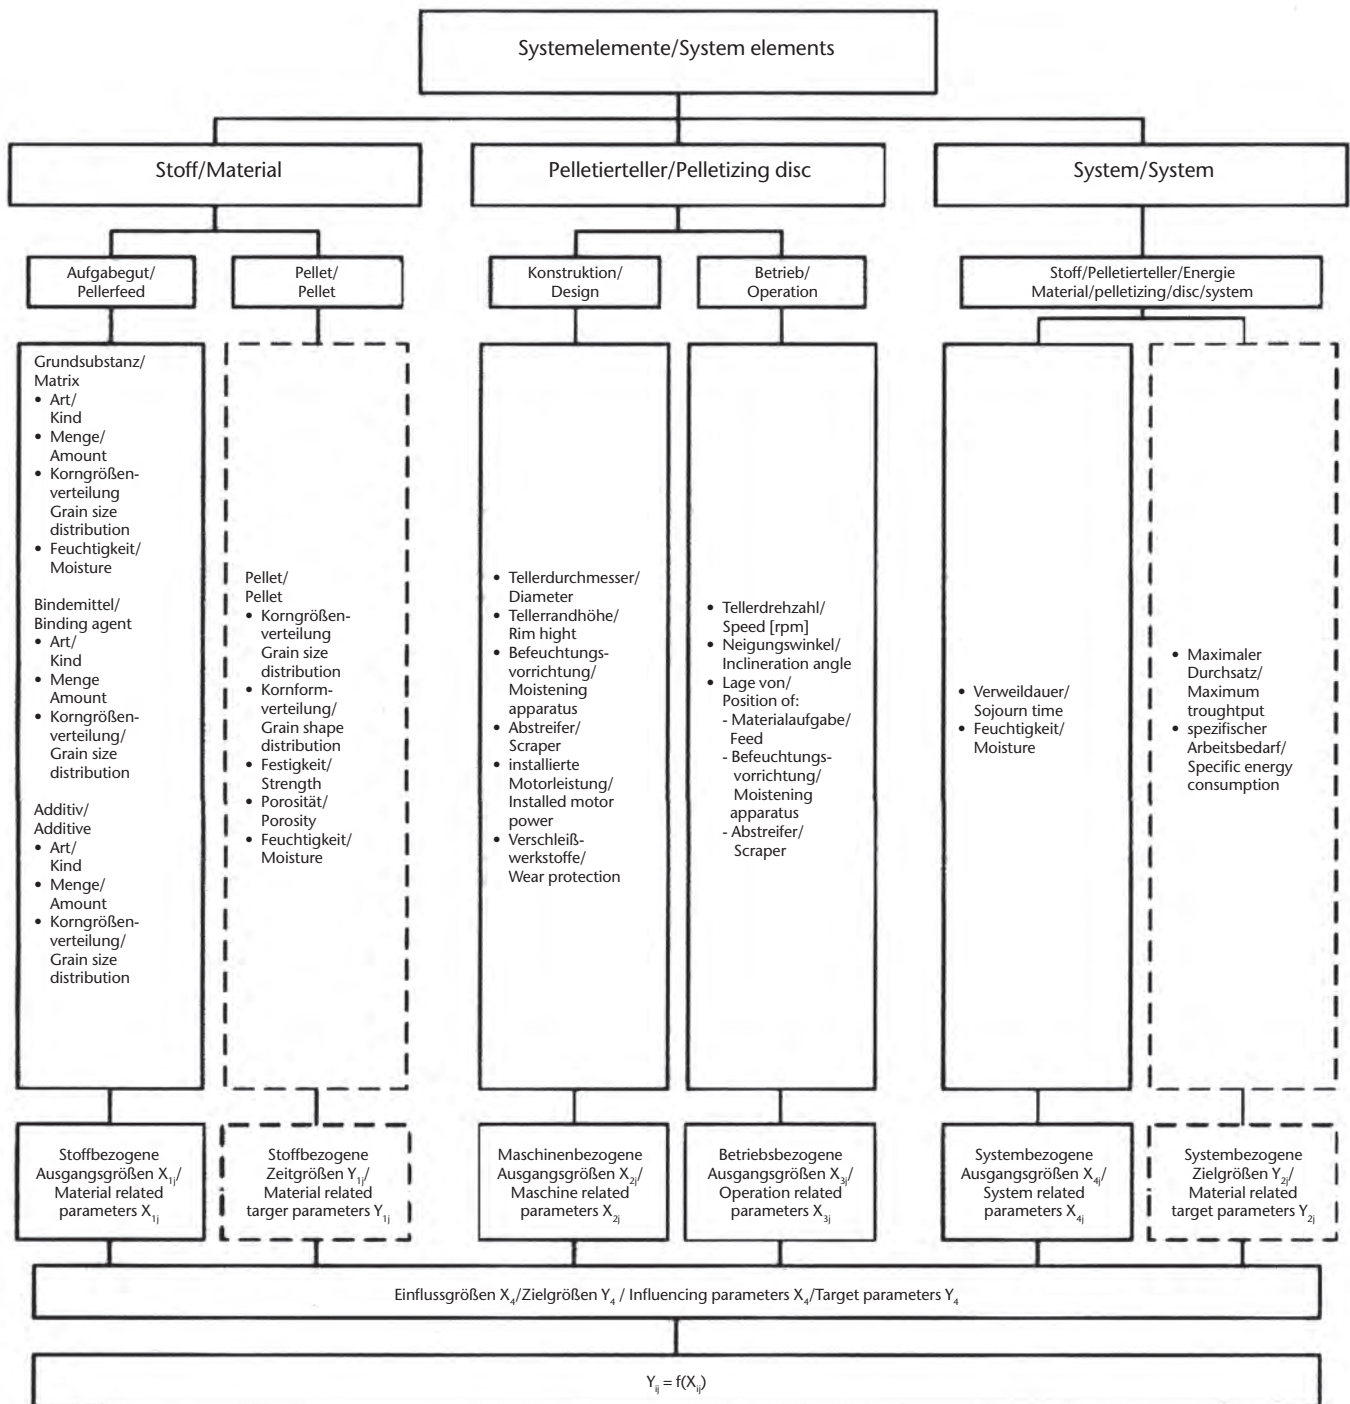 Systemelemente/System elements
Stoff/Material
Pelletierteller/Pelletizing disc
System/System
Aufgabegut/
Pellerfeed
Pellet/
Pellet
Konstruktion/
Design
Betrieb/
Operation
Stoff/Pelletierteller/Energie
Material/pelletizing/disc/system
Grundsubstanz/
Matrix
• Art/
Kind
• Menge/
Amount
• Korngrößen-
verteilung
Grain size
distribution
• Feuchtigkeit/
Moisture
Bindemittel/
Binding agent
• Art/
Kind
• Menge
Amount
• Korngrößen-
verteilung/
Grain size
distribution
Additiv/
Additive
• Art/
Kind
• Menge/
Amount
• Korngrößen-
verteilung/
Grain size
distribution
Pellet/
Pellet
• Korngrößen-
verteilung
Grain size
distribution
• Kornform-
verteilung/
Grain shape
distribution
• Festigkeit/
Strength
• Porosität/
Porosity
• Feuchtigkeit/
Moisture
• Tellerdurchmesser/
Diameter
• Tellerrandhöhe/
Rim hight
• Befeuchtungs-
vorrichtung/
Moistening
apparatus
• Abstreifer/
Scraper
• installierte
Motorleistung/
Installed motor
power
• Verschleiß-
werkstoffe/
Wear protection
• Tellerdrehzahl/
Speed [rpm]
• Neigungswinkel/
Inclineration angle
• Lage von/
Position of:
- Materialaufgabe/
Feed
- Befeuchtungs-
vorrichtung/
Moistening
apparatus
- Abstreifer/
Scraper
• Verweildauer/
Sojourn time
• Feuchtigkeit/
Moisture
• Maximaler
Durchsatz/
Maximum
troughtput
• spezifischer
Arbeitsbedarf/
Specific energy
consumption
Stoffbezogene
Ausgangsgrößen X1j/
Material related
parameters X1j
Stoffbezogene
Zeitgrößen Y1j/
Material related
targer parameters Y1j
Maschinenbezogene
Ausgangsgrößen X2j/
Maschine related
parameters X2j
Betriebsbezogene
Ausgangsgrößen X3j/
Operation related
parameters X3j
Systembezogene
Ausgangsgrößen X4j/
System related
parameters X4j
Systembezogene
Zielgrößen Y2j/
Material related
target parameters Y2j
Einflussgrößen X4/Zielgrößen Y4 / Influencing parameters X4/Target parameters Y4
Yij = f(Xij)